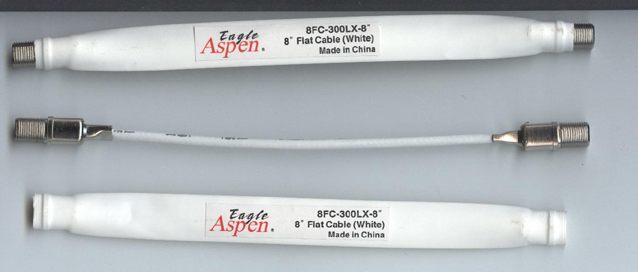 Eagle
Aspen®
8FC-300LX-8"
8" Flat Cable (White)
Made in China
Eagle
Aspen®
8FC-300LX-8"
8" Flat Cable (White)
Made in China